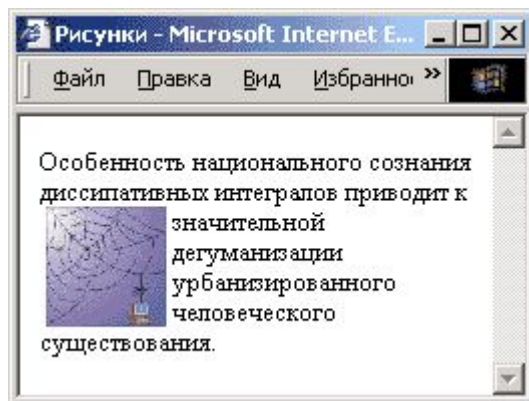 Рисунки - Microsoft Internet E...
Файл Правка Вид Избранно »
Особенность национального сознания
диссипативных интегралов приводит к
значительной
дегуманизации
урбанизированного
человеческого
существования.